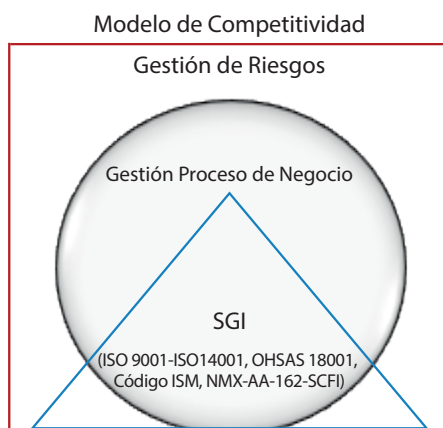 Modelo de Competitividad
Gestión de Riesgos
Gestión Proceso de Negocio
SGI
(ISO 9001-ISO14001, OHSAS 18001,
Código ISM, NMX-AA-162-SCFI)